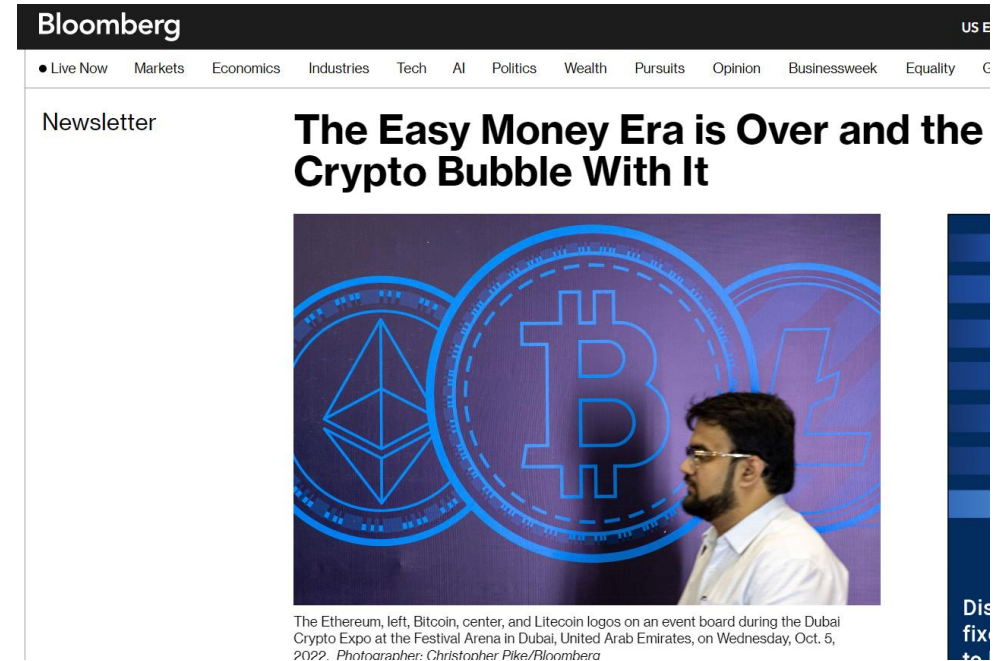 Bloomberg
US E
Live Now Markets Economics Industries Tech AI Politics Wealth Pursuits Opinion Businessweek Equality G
Newsletter
The Easy Money Era is Over and the
Crypto Bubble With It
The Ethereum, left, Bitcoin, center, and Litecoin logos on an event board during the Dubai
Crypto Expo at the Festival Arena in Dubai, United Arab Emirates, on Wednesday, Oct. 5,
2022. Photographer: Christopher Pike/Bloomberg
Dis
fixe
to